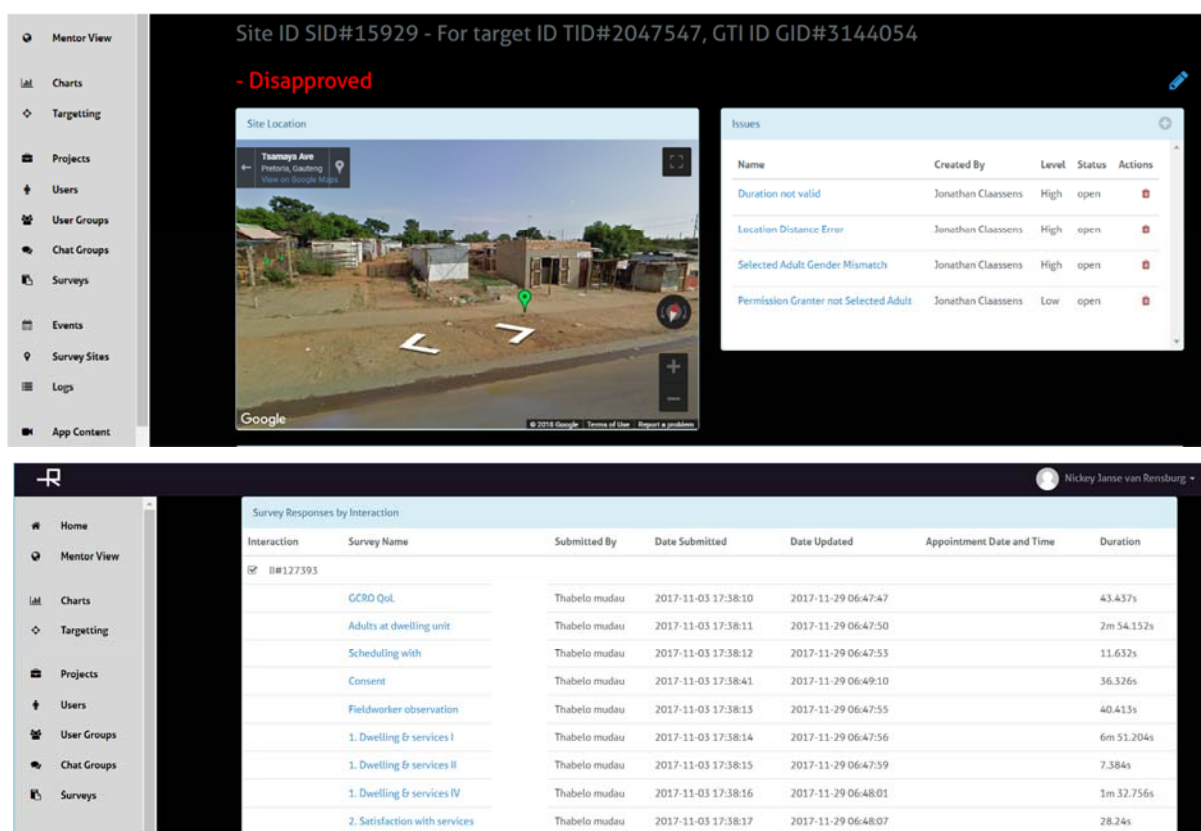 Mentor View
Charts
Targetting
Projects
Users
User Groups
Chat Groups
Surveys
Events
Survey Sites
Logs
App Content
Site ID SID#15929 - For target ID TID#2047547, GTI ID GID#3144054
- Disapproved
Site Location
Tsamaya Ave
Pretoria, Gauteng
View on Google Maps
Google
© 2018 Google Terms of Use Report a problem
Issues
Name Created By Level Status Actions
Duration not valid Jonathan Claassens High open
Location Distance Error Jonathan Claassens High open
Selected Adult Gender Mismatch Jonathan Claassens High open
Permission Granter not Selected Adult Jonathan Claassens Low open
Nickey Janse van Rensburg
Home
Mentor View
Charts
Targetting
Projects
Users
User Groups
Chat Groups
Surveys
Survey Responses by Interaction
Interaction Survey Name Submitted By Date Submitted Date Updated Appointment Date and Time Duration
II#127393
GCRO QoL Thabelo mudau 2017-11-03 17:38:10 2017-11-29 06:47:47 43.437s
Adults at dwelling unit Thabelo mudau 2017-11-03 17:38:11 2017-11-29 06:47:50 2m 54.152s
Scheduling with Thabelo mudau 2017-11-03 17:38:12 2017-11-29 06:47:53 11.632s
Consent Thabelo mudau 2017-11-03 17:38:41 2017-11-29 06:49:10 36.326s
Fieldworker observation Thabelo mudau 2017-11-03 17:38:13 2017-11-29 06:47:55 40.413s
1. Dwelling & services I Thabelo mudau 2017-11-03 17:38:14 2017-11-29 06:47:56 6m 51.204s
1. Dwelling & services II Thabelo mudau 2017-11-03 17:38:15 2017-11-29 06:47:59 7.384s
1. Dwelling & services IV Thabelo mudau 2017-11-03 17:38:16 2017-11-29 06:48:01 1m 32.756s
2. Satisfaction with services Thabelo mudau 2017-11-03 17:38:17 2017-11-29 06:48:07 28.24s